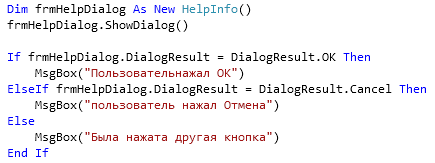 Dim frmHelpDialog As New HelpInfo()
frmHelpDialog.ShowDialog()
If frmHelpDialog.DialogResult = DialogResult.OK Then
MsgBox("Пользовательнажал ОК")
ElseIf frmHelpDialog.DialogResult = DialogResult.Cancel Then
MsgBox("пользователь нажал Отмена")
Else
MsgBox("Была нажата другая кнопка")
End If